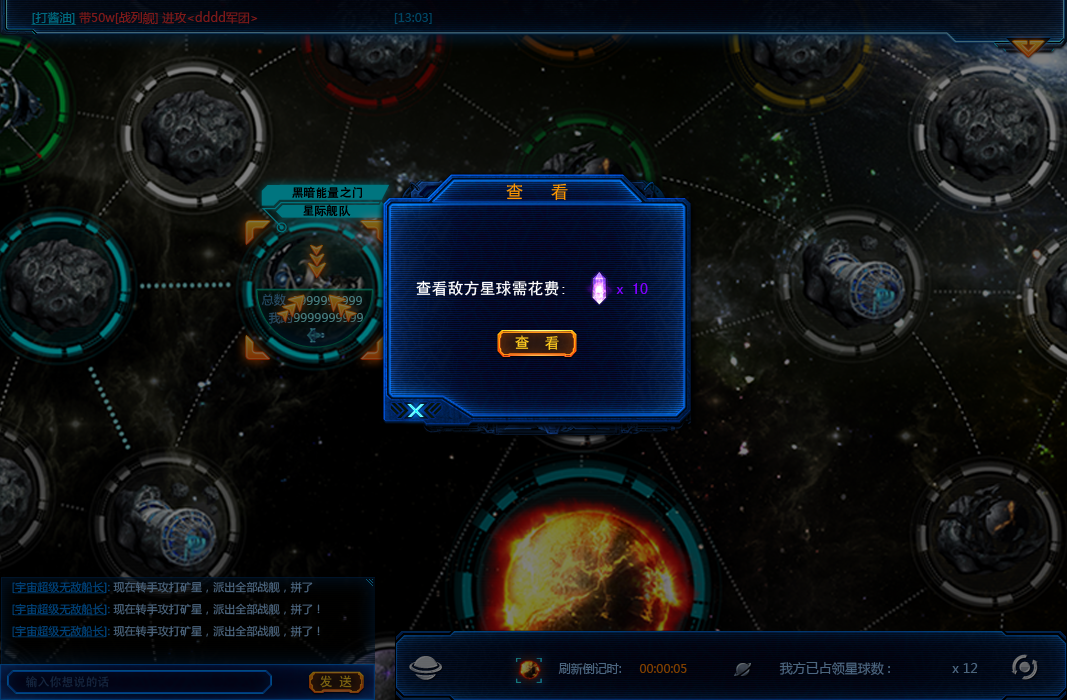 [打酱油] 带50w[战列舰] 进攻<dddd军团> [13:03]
黑暗能量之门
星际舰队
查 看
查看敌方星球需花费: x 10
查 看
[宇宙超级无敌船长]: 现在转手攻打矿星，派出全部战舰，拼了
[宇宙超级无敌船长]: 现在转手攻打矿星，派出全部战舰，拼了！
[宇宙超级无敌船长]: 现在转手攻打矿星，派出全部战舰，拼了！
输入你想说的话
发 送
刷新倒记时: 00:00:05 我方已占领星球数： x 12